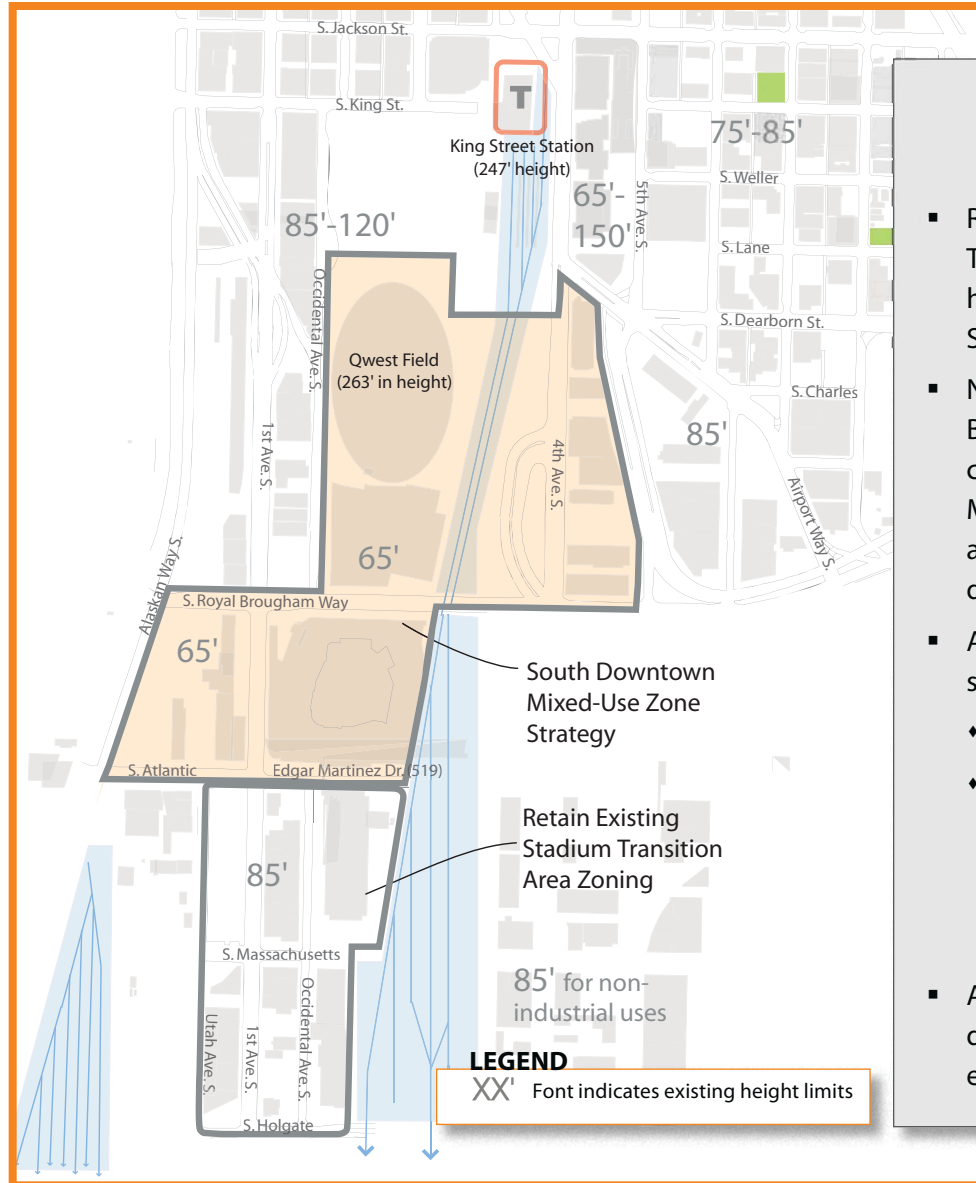 S. Jackson St.
S. King St.
T
King Street Station
(247' height)
75'-85'
S. Weller
65'-
150'
5th Ave. S.
85'-120'
S. Lane
Occidental Ave. S.
S. Dearborn St.
Qwest Field
(263' in height)
S. Charles
85'
1st Ave. S.
4th Ave. S.
Airport Way S.
65'
Alaskan Way S.
S. Royal Brougham Way
65'
South Downtown
Mixed-Use Zone
Strategy
S. Atlantic
Edgar Martinez Dr. (519)
Retain Existing
Stadium Transition
Area Zoning
85'
S. Massachusetts
85' for non-
industrial uses
Utah Ave. S.
1st Ave. S.
Occidental Ave. S.
LEGEND
XX' Font indicates existing height limits
S. Holgate